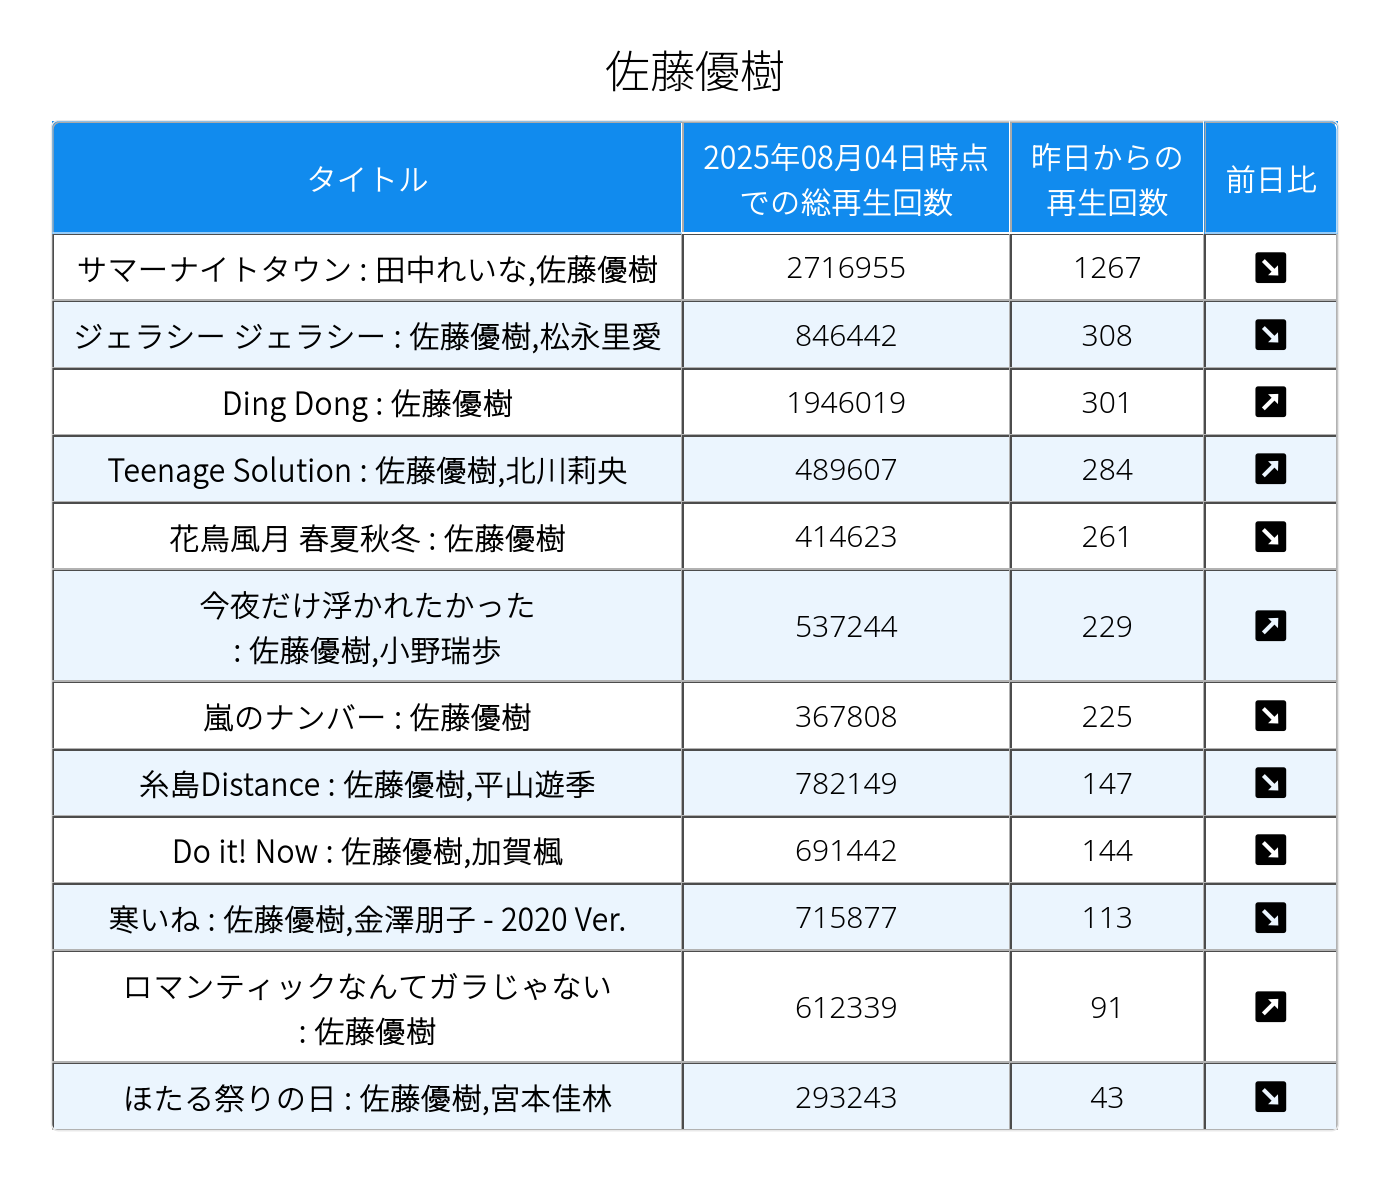 佐藤優樹
タイトル
2025年08月04日時点
での総再生回数
昨日からの
再生回数
前日比
サマーナイトタウン : 田中れいな,佐藤優樹 2716955 1267 ↘
ジェラシー ジェラシー : 佐藤優樹,松永里愛 846442 308 ↘
Ding Dong : 佐藤優樹 1946019 301 ↗
Teenage Solution : 佐藤優樹,北川莉央 489607 284 ↗
花鳥風月 春夏秋冬 : 佐藤優樹 414623 261 ↘
今夜だけ浮かれたかった
: 佐藤優樹,小野瑞歩 537244 229 ↗
嵐のナンバー : 佐藤優樹 367808 225 ↘
糸島Distance : 佐藤優樹,平山遊季 782149 147 ↘
Do it! Now : 佐藤優樹,加賀楓 691442 144 ↘
寒いね : 佐藤優樹,金澤朋子 - 2020 Ver. 715877 113 ↘
ロマンティックなんてガラじゃない
: 佐藤優樹 612339 91 ↗
ほたる祭りの日 : 佐藤優樹,宮本佳林 293243 43 ↘